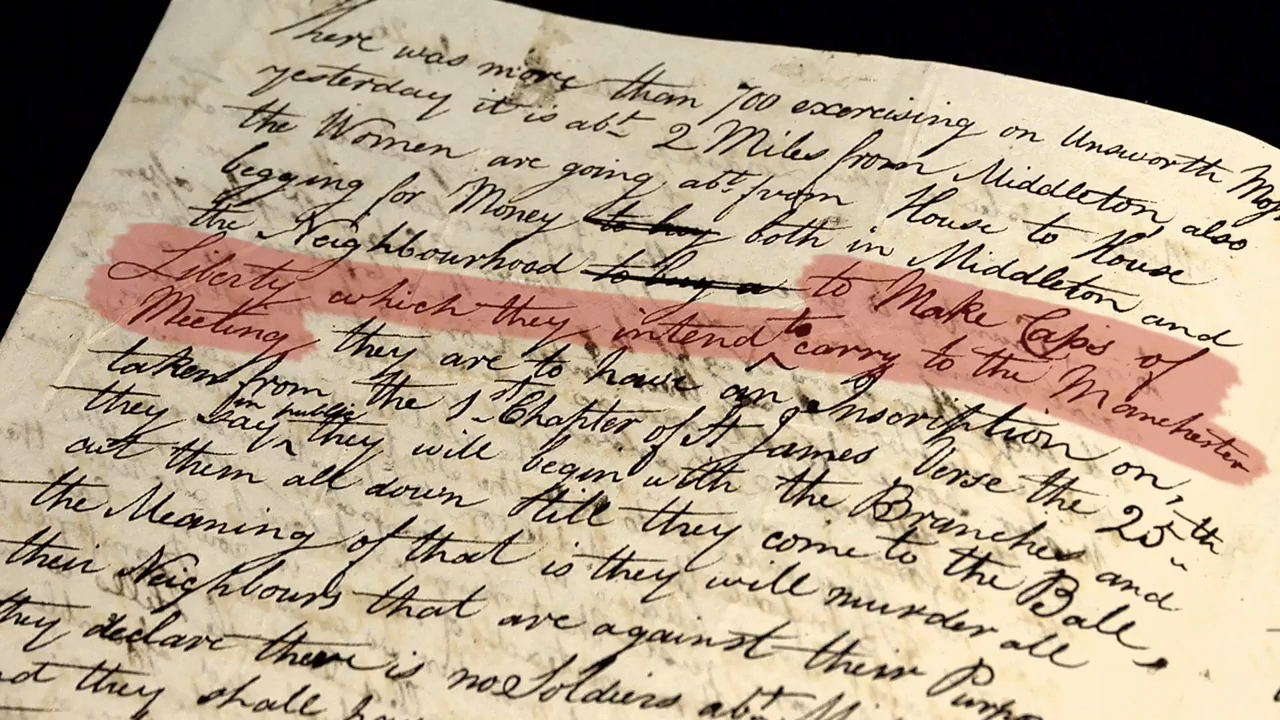 There was more than 700 exercising on Unsworth Moss
yesterday it is abt 2 Miles from Middleton also
the Women are going abt from House to House
begging for Money to buy both in Middleton and
the Neighbourhood to buy a to Make Caps of
Liberty which they intend to carry to the Manchester
Meeting they are to have an Inscription on,
taken from the 1st Chapter of St James Verse the 25th
they say in public they will begin with the Branches and
cut them all down till they come to the Ball,
the Meaning of that is they will murder all
their Neighbours that are against their
they declare there is no Soldiers abt
they shall